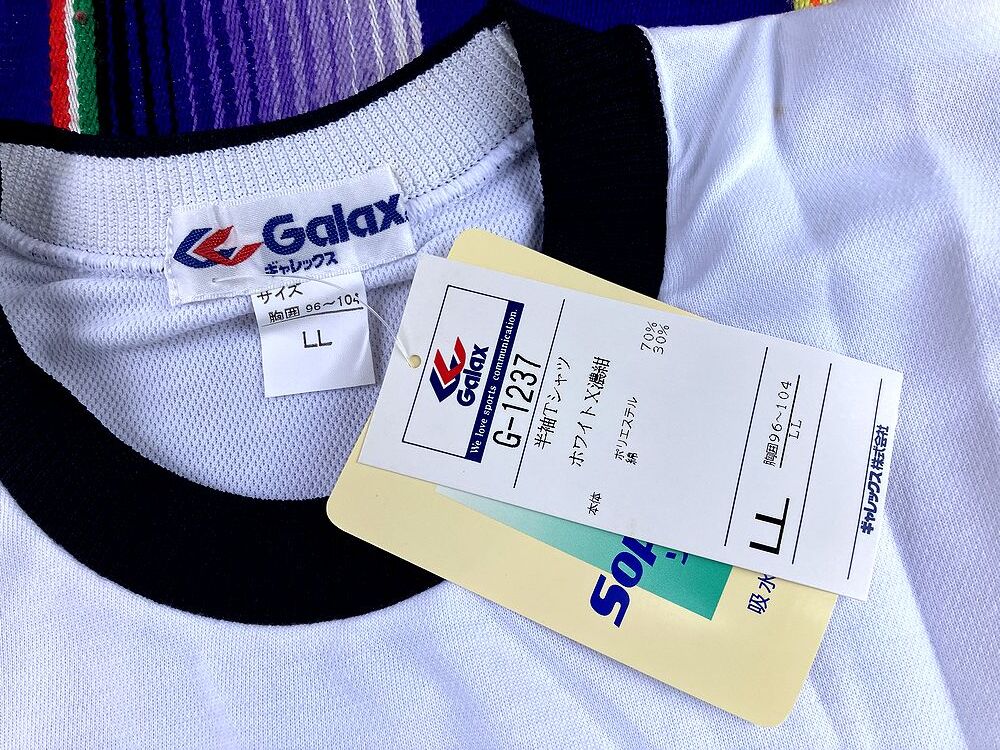 Galax
ギャレックス
サイズ
胸囲 96～104
LL
Galax
We love sports communication.
G-1237
半袖Tシャツ
ホワイトX濃紺
本体 ポリエステル 70%
綿 30%
胸囲96～104
LL
LL
ギャレックス株式会社
吸水